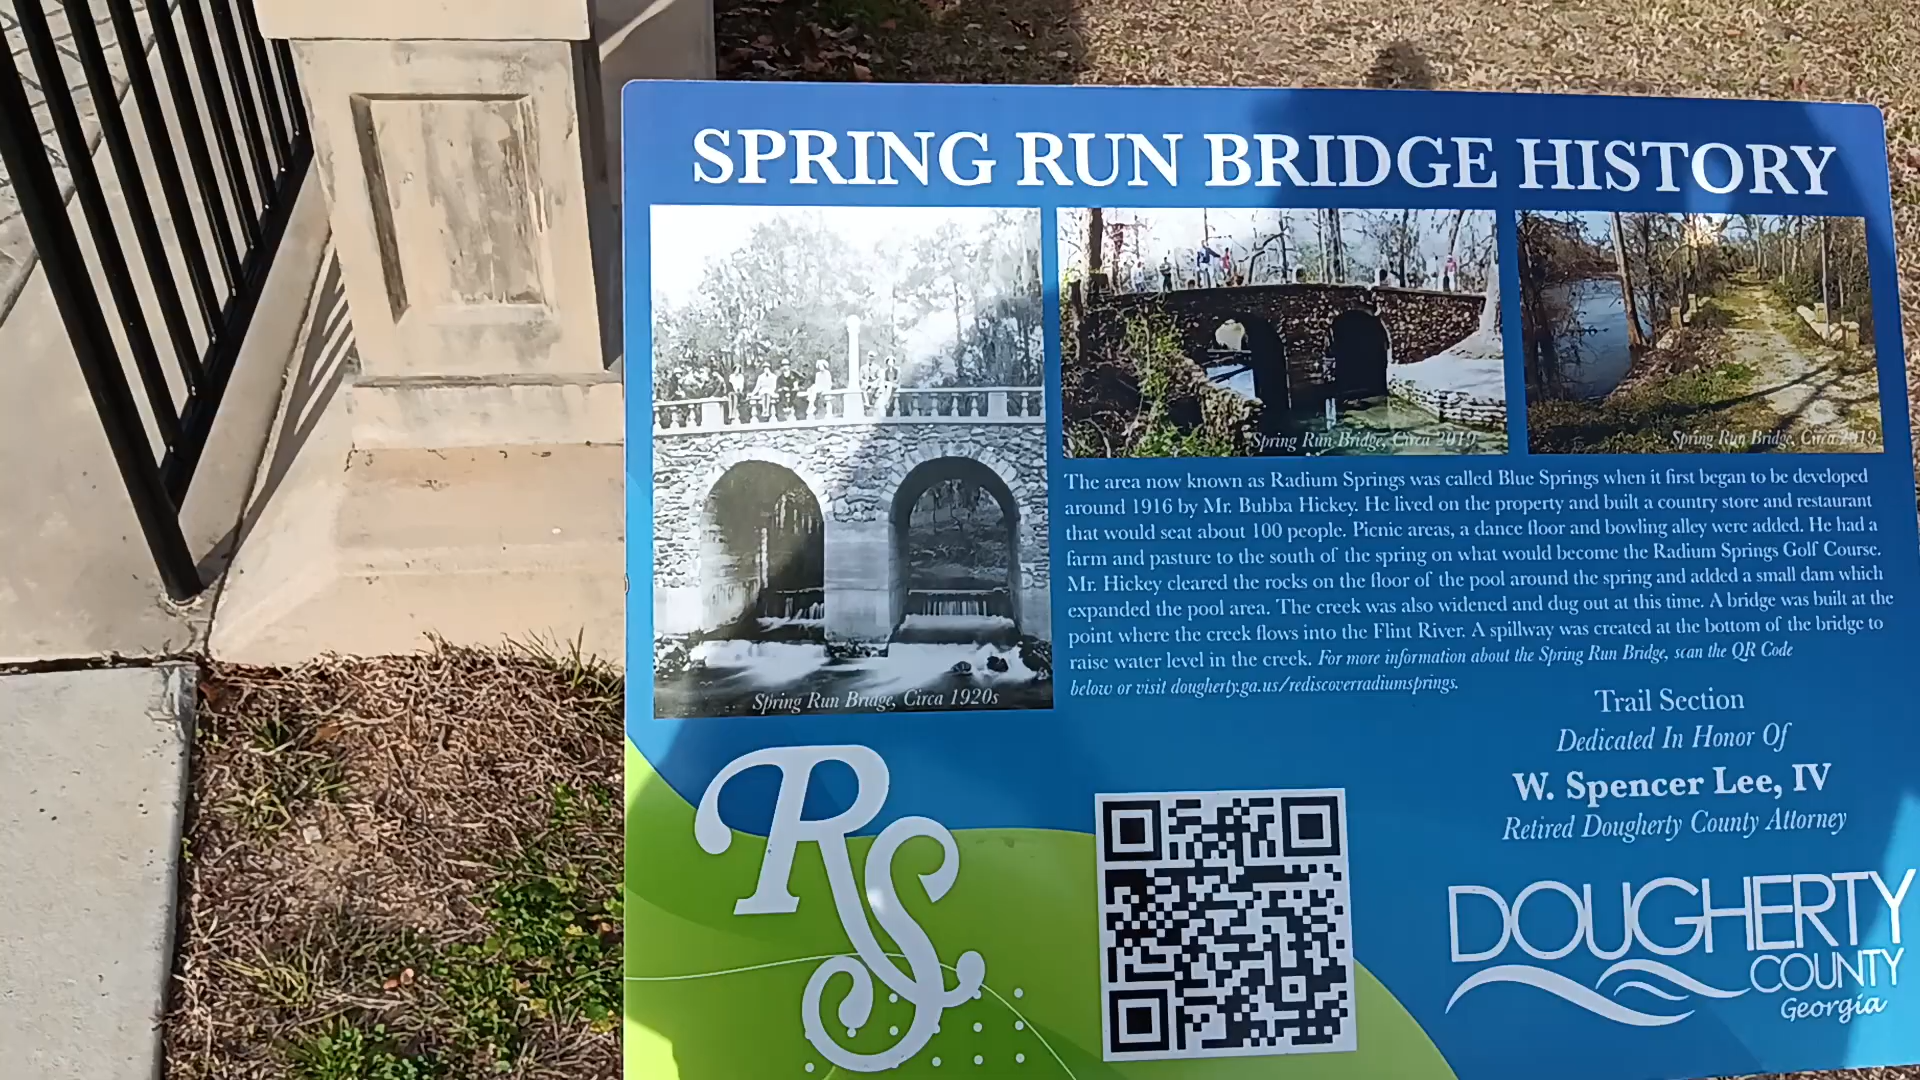 SPRING RUN BRIDGE HISTORY
Spring Run Bridge, Circa 1920s
Spring Run Bridge, Circa 2019
Spring Run Bridge, Circa 2019
The area now known as Radium Springs was called Blue Springs when it first began to be developed
around 1916 by Mr. Bubba Hickey. He lived on the property and built a country store and restaurant
that would seat about 100 people. Picnic areas, a dance floor and bowling alley were added. He had a
farm and pasture to the south of the spring on what would become the Radium Springs Golf Course.
Mr. Hickey cleared the rocks on the floor of the pool around the spring and added a small dam which
expanded the pool area. The creek was also widened and dug out at this time. A bridge was built at the
point where the creek flows into the Flint River. A spillway was created at the bottom of the bridge to
raise water level in the creek. For more information about the Spring Run Bridge, scan the QR Code
below or visit dougherty.ga.us/rediscoverradiumsprings.
Trail Section
Dedicated In Honor Of
W. Spencer Lee, IV
Retired Dougherty County Attorney
RS
DOUGHERTY
COUNTY
Georgia